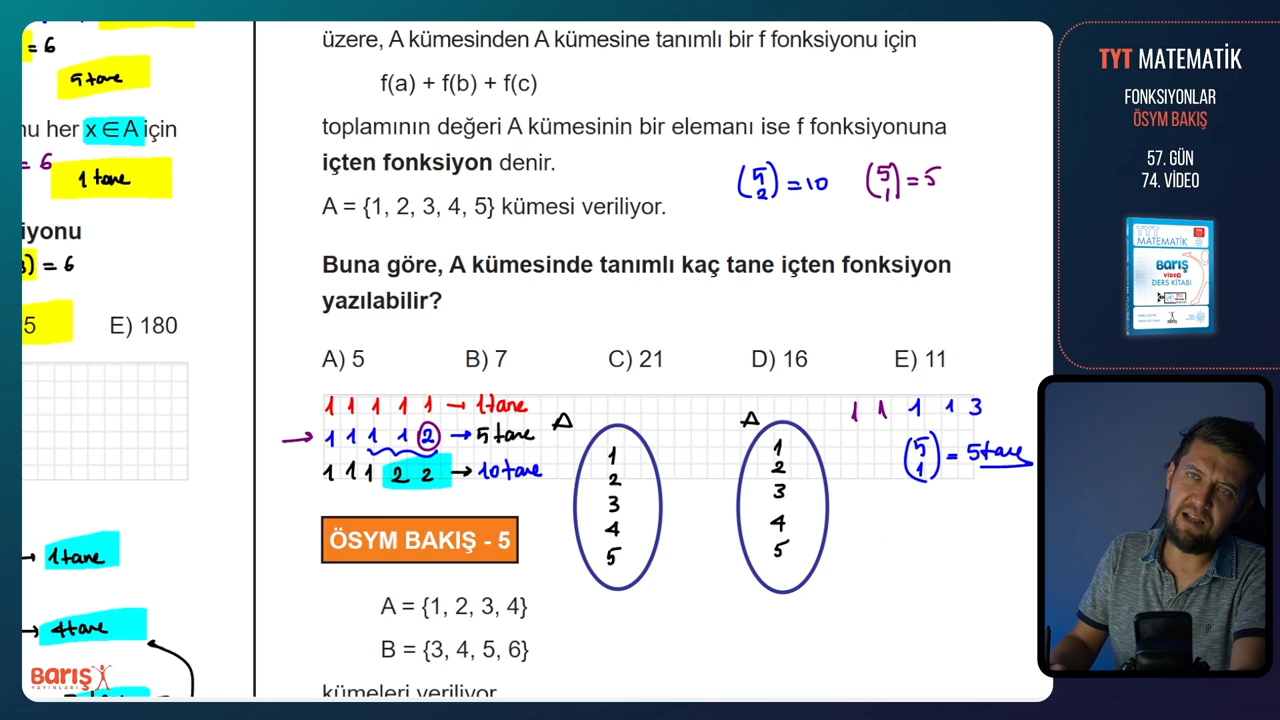 = 6
5 tane
nu her x ∈ A için
= 6
1 tane
iyonu
) = 6
5
E) 180
→ 1 tane
→ 4 tane
BARIŞ
YAYINLARI
üzere, A kümesinden A kümesine tanımlı bir f fonksiyonu için
f(a) + f(b) + f(c)
toplamının değeri A kümesinin bir elemanı ise f fonksiyonuna
içten fonksiyon denir.
(5 2) = 10 (5 1) = 5
A = {1, 2, 3, 4, 5} kümesi veriliyor.
Buna göre, A kümesinde tanımlı kaç tane içten fonksiyon
yazılabilir?
A) 5 B) 7 C) 21 D) 16 E) 11
1 1 1 1 1 → 1 tane
→ 1 1 1 1 2 → 5 tane
1 1 1 2 2 → 10 tane
A
1
2
3
4
5
A
1
2
3
4
5
1 1 1 1 3
(5 1) = 5 tane
ÖSYM BAKIŞ - 5
A = {1, 2, 3, 4}
B = {3, 4, 5, 6}
kümeleri veriliyor
TYT MATEMATİK
FONKSIYONLAR
ÖSYM BAKIŞ
57. GÜN
74. VİDEO
TYT
MATEMATİK
BARIŞ
VİDEO
DERS KİTABI